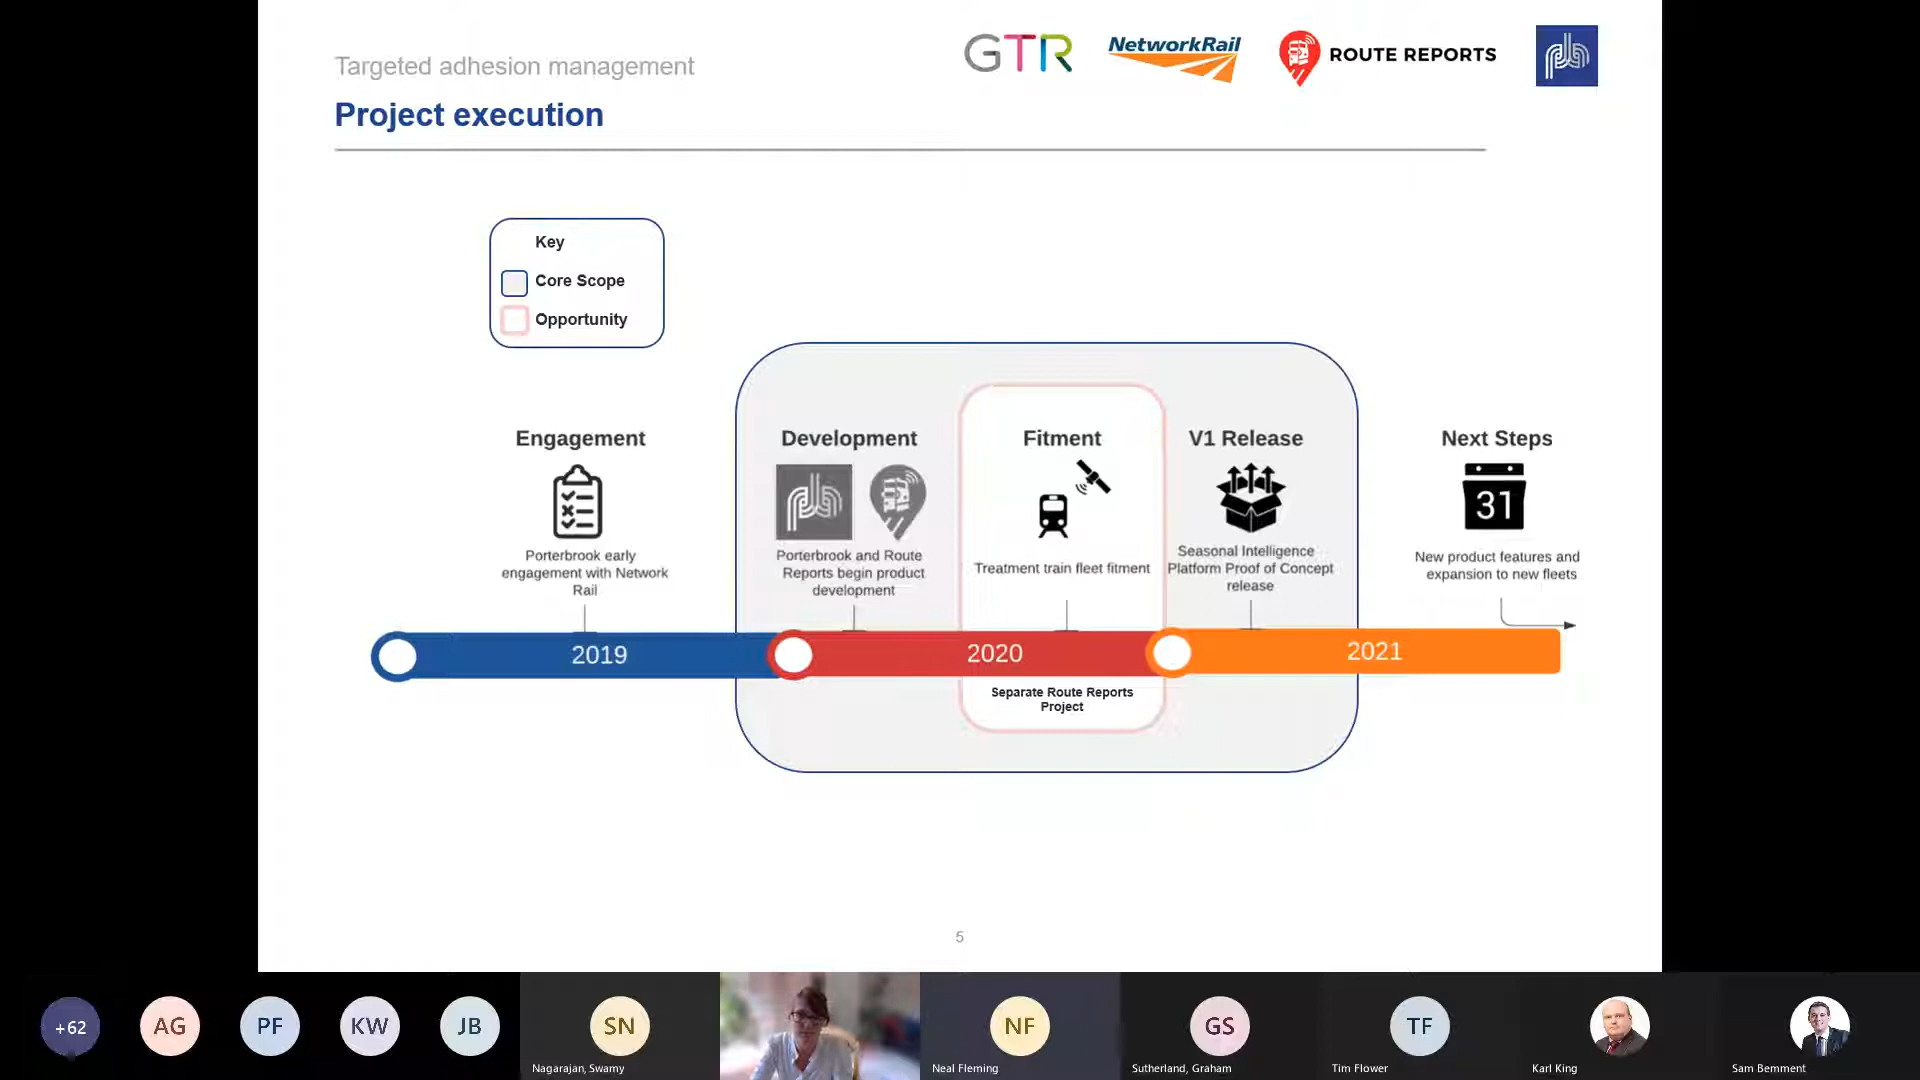 Targeted adhesion management
Project execution
GTR
NetworkRail
ROUTE REPORTS
Key
Core Scope
Opportunity
Engagement
Porterbrook early
engagement with Network
Rail
Development
Porterbrook and Route
Reports begin product
development
Fitment
Treatment train fleet fitment
V1 Release
Seasonal Intelligence
Platform Proof of Concept
release
Next Steps
31
New product features and
expansion to new fleets
2019
2020
2021
Separate Route Reports
Project
5
+62
AG
PF
KW
JB
SN
Nagarajan, Swamy
NF
Neal Fleming
GS
Sutherland, Graham
TF
Tim Flower
Karl King
Sam Bemment